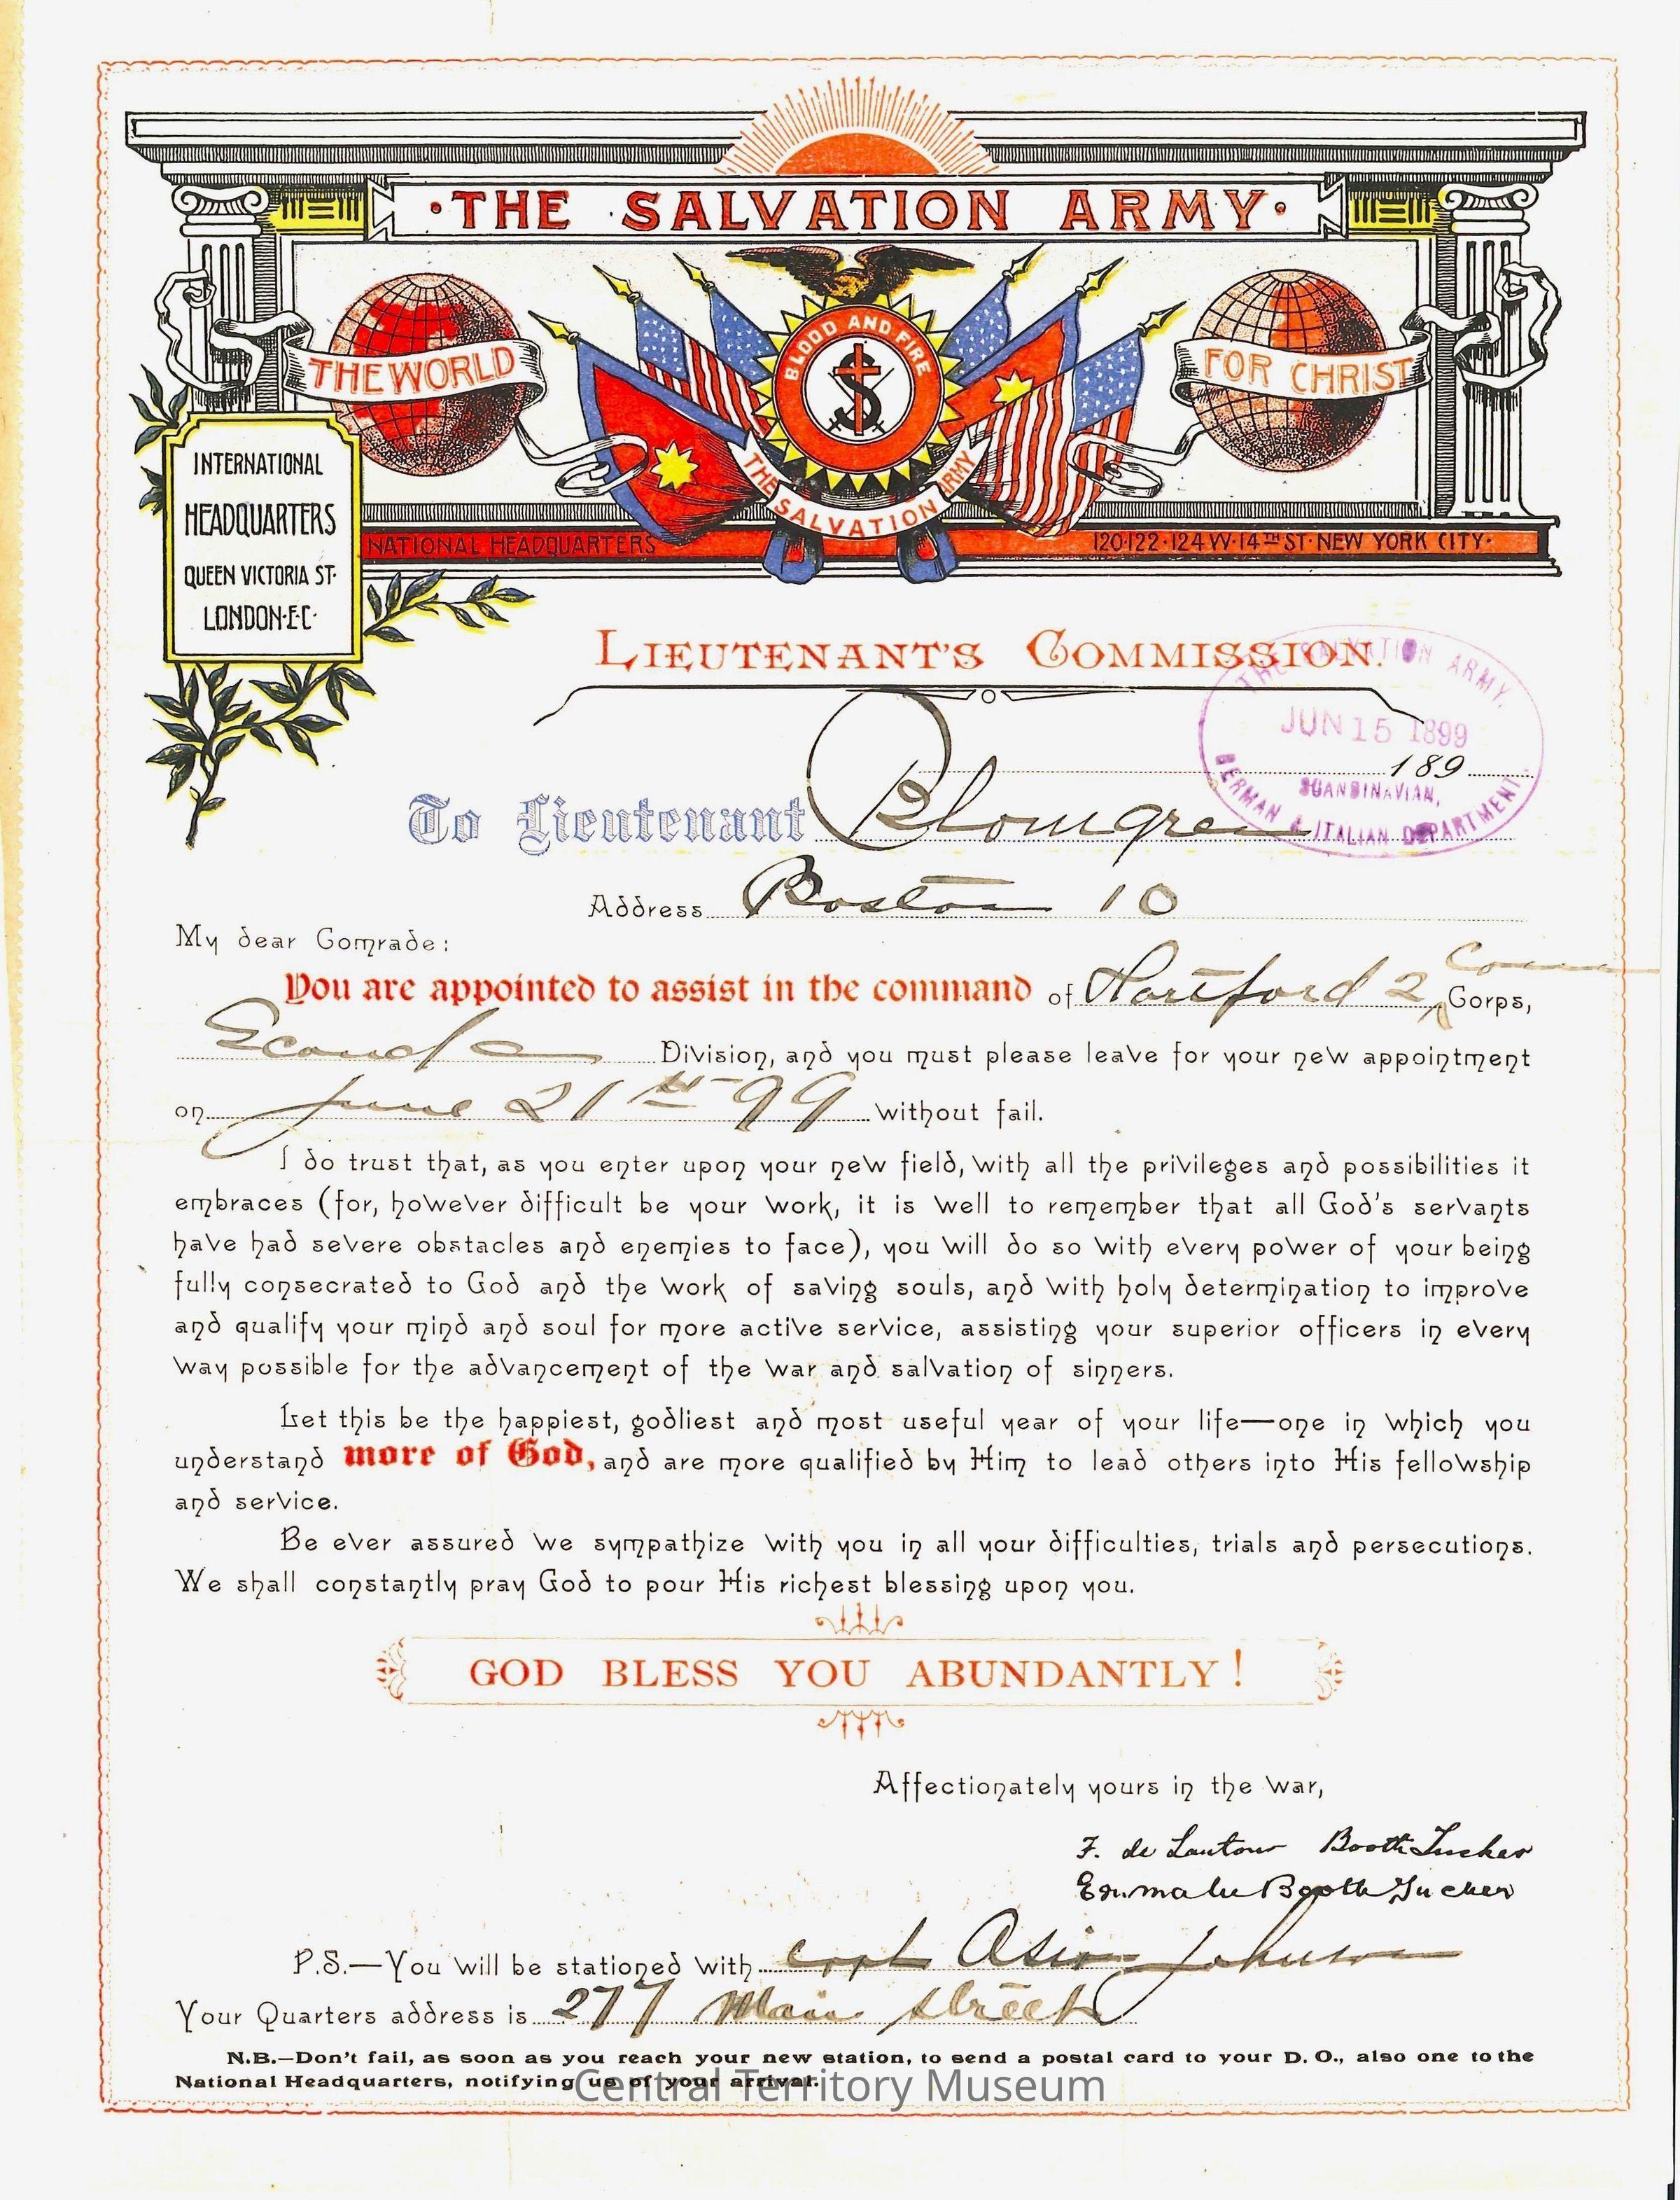 ·THE SALVATION ARMY·
THE WORLD
BLOOD AND FIRE
S
THE SALVATION ARMY
FOR CHRIST
INTERNATIONAL
HEADQUARTERS
QUEEN VICTORIA ST·
LONDON·E·C·
NATIONAL HEADQUARTERS
120·122·124 W·14TH ST·NEW YORK CITY·
LIEUTENANT'S COMMISSION.
THE SALVATION ARMY.
JUN 15 1899
SCANDINAVIAN,
GERMAN & ITALIAN DEPARTMENT.
189
To Lieutenant Blomgren
Address Boston 10
My dear Comrade:
You are appointed to assist in the command of Hartford 2 Conn Corps,
Division, and you must please leave for your new appointment
on June 21st 99 without fail.
I do trust that, as you enter upon your new field, with all the privileges and possibilities it
embraces (for, however difficult be your work, it is well to remember that all God's servants
have had severe obstacles and enemies to face), you will do so with every power of your being
fully consecrated to God and the work of saving souls, and with holy determination to improve
and qualify your mind and soul for more active service, assisting your superior officers in every
way possible for the advancement of the war and salvation of sinners.
Let this be the happiest, godliest and most useful year of your life—one in which you
understand more of God, and are more qualified by Him to lead others into His fellowship
and service.
Be ever assured we sympathize with you in all your difficulties, trials and persecutions.
We shall constantly pray God to pour His richest blessing upon you.
GOD BLESS YOU ABUNDANTLY!
Affectionately yours in the war,
F. de Lautour Booth Tucker
Emma Booth Tucker
P.S.—You will be stationed with Capt Johnson
Your Quarters address is 277 Main Street
N.B.—Don't fail, as soon as you reach your new station, to send a postal card to your D. O., also one to the
National Headquarters, notifying us of your arrival.
Central Territory Museum